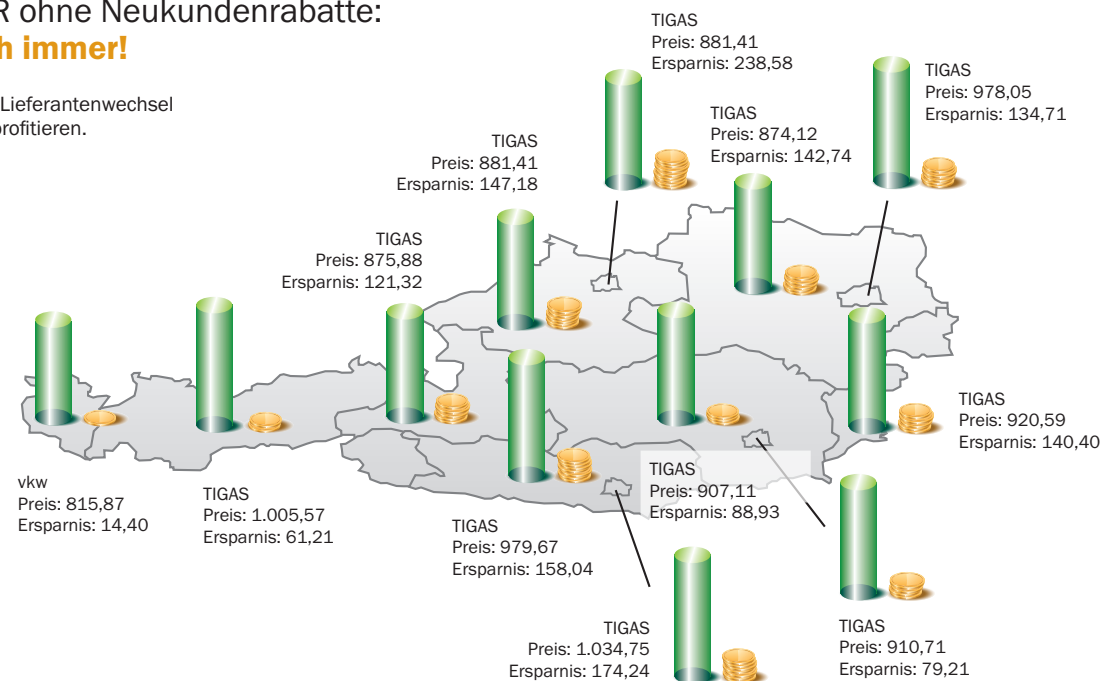 R ohne Neukundenrabatte:
h immer!
Lieferantenwechsel
profitieren.
TIGAS
Preis: 881,41
Ersparnis: 238,58
TIGAS
Preis: 978,05
Ersparnis: 134,71
TIGAS
Preis: 874,12
Ersparnis: 142,74
TIGAS
Preis: 881,41
Ersparnis: 147,18
TIGAS
Preis: 875,88
Ersparnis: 121,32
TIGAS
Preis: 920,59
Ersparnis: 140,40
vkw
Preis: 815,87
Ersparnis: 14,40
TIGAS
Preis: 1.005,57
Ersparnis: 61,21
TIGAS
Preis: 907,11
Ersparnis: 88,93
TIGAS
Preis: 979,67
Ersparnis: 158,04
TIGAS
Preis: 1.034,75
Ersparnis: 174,24
TIGAS
Preis: 910,71
Ersparnis: 79,21